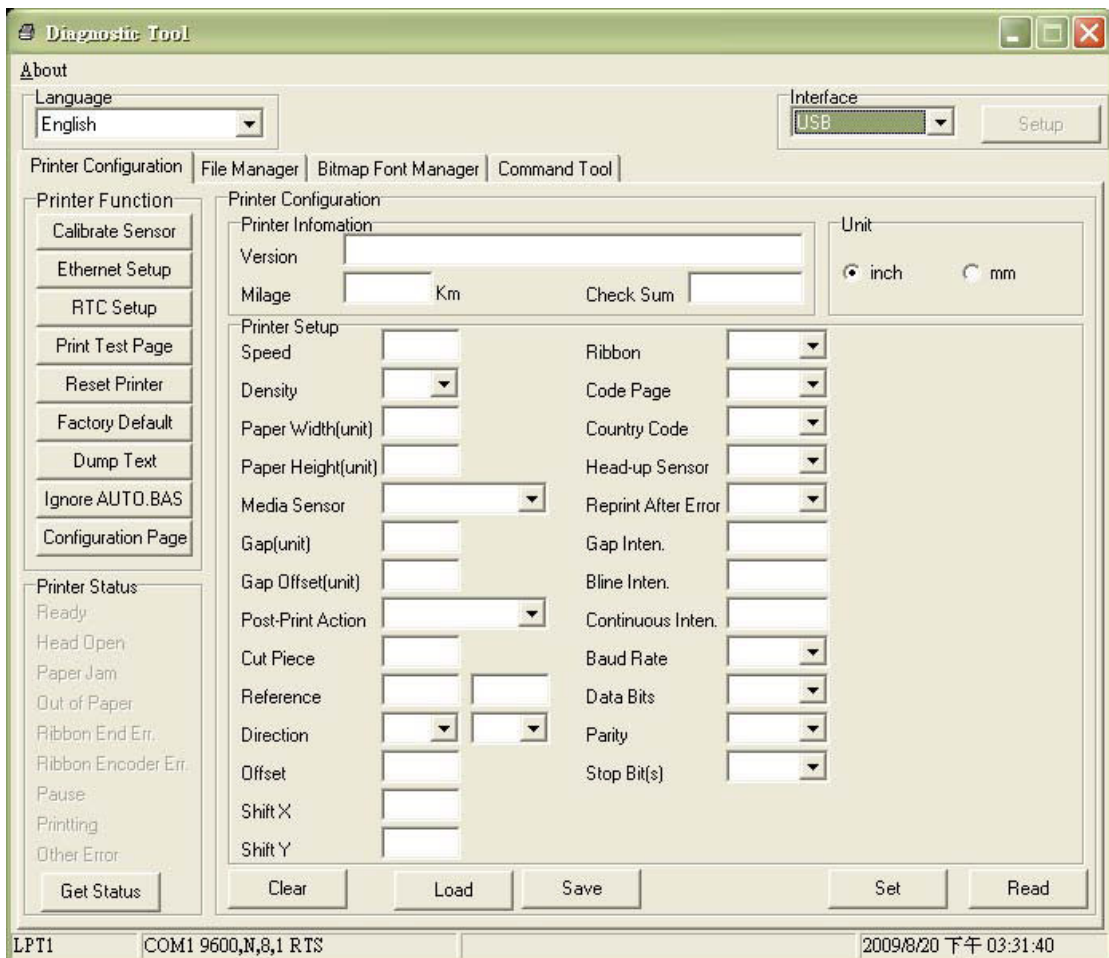 Diagnostic Tool
About
Language
English
Interface
USB
Setup
Printer Configuration
File Manager
Bitmap Font Manager
Command Tool
Printer Function
Calibrate Sensor
Ethernet Setup
RTC Setup
Print Test Page
Reset Printer
Factory Default
Dump Text
Ignore AUTO.BAS
Configuration Page
Printer Status
Ready
Head Open
Paper Jam
Out of Paper
Ribbon End Err.
Ribbon Encoder Err.
Pause
Printting
Other Error
Get Status
Printer Configuration
Printer Infomation
Version
Milage
Km
Check Sum
Unit
inch
mm
Printer Setup
Speed
Density
Paper Width(unit)
Paper Height(unit)
Media Sensor
Gap(unit)
Gap Offset(unit)
Post-Print Action
Cut Piece
Reference
Direction
Offset
Shift X
Shift Y
Ribbon
Code Page
Country Code
Head-up Sensor
Reprint After Error
Gap Inten.
Bline Inten.
Continuous Inten.
Baud Rate
Data Bits
Parity
Stop Bit(s)
Clear
Load
Save
Set
Read
LPT1
COM1 9600,N,8,1 RTS
2009/8/20 下午 03:31:40